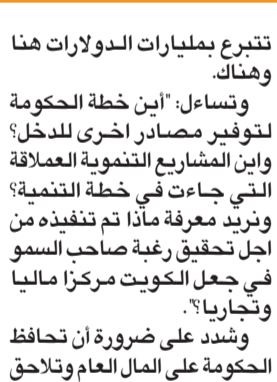 تتبرع بمليارات الدولارات هنا
وهناك.
وتساءل: "أين خطة الحكومة
لتوفير مصادر اخرى للدخل؟
واين المشاريع التنموية العملاقة
التي جاءت في خطة التنمية؟
ونريد معرفة ماذا تم تنفيذه من
اجل تحقيق رغبة صاحب السمو
في جعل الكويت مركزا ماليا
وتجاريا؟".
وشدد على ضرورة أن تحافظ
الحكومة على المال العام وتلاحق